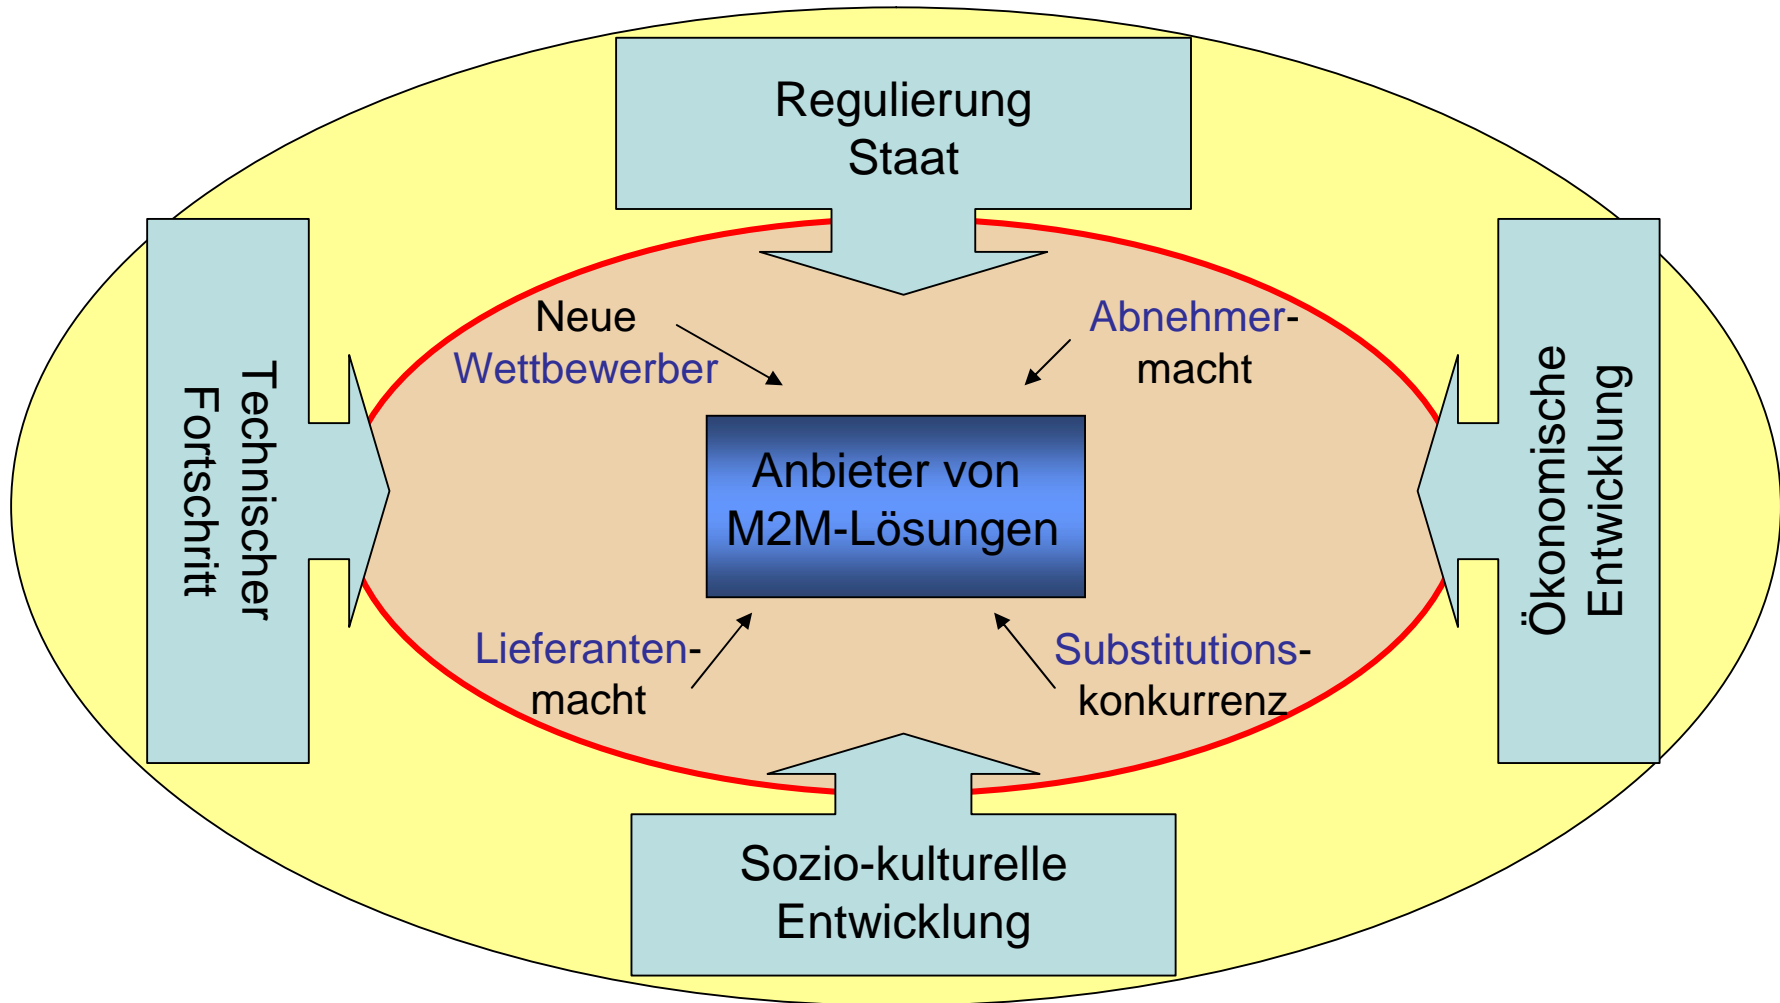 Regulierung
Staat
Technischer
Fortschritt
Neue
Wettbewerber
Abnehmer-
macht
Ökonomische
Entwicklung
Anbieter von
M2M-Lösungen
Lieferanten-
macht
Substitutions-
konkurrenz
Sozio-kulturelle
Entwicklung